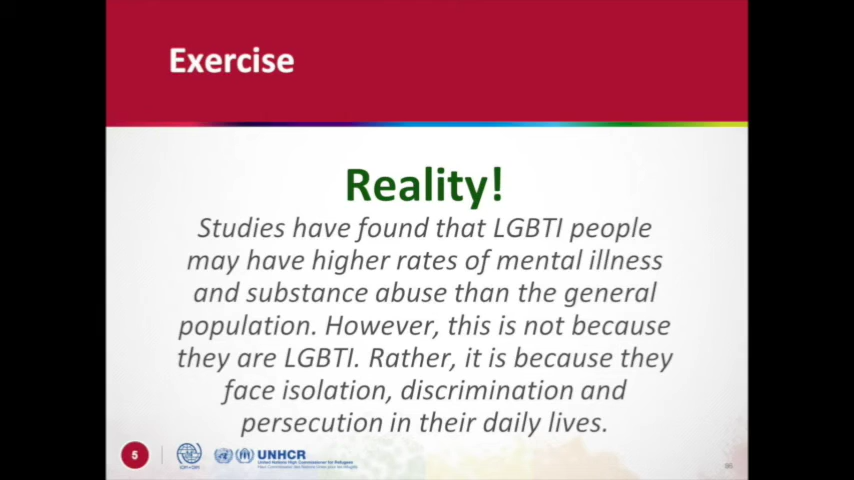 Exercise
Reality!
Studies have found that LGBTI people
may have higher rates of mental illness
and substance abuse than the general
population. However, this is not because
they are LGBTI. Rather, it is because they
face isolation, discrimination and
persecution in their daily lives.
5
UNHCR